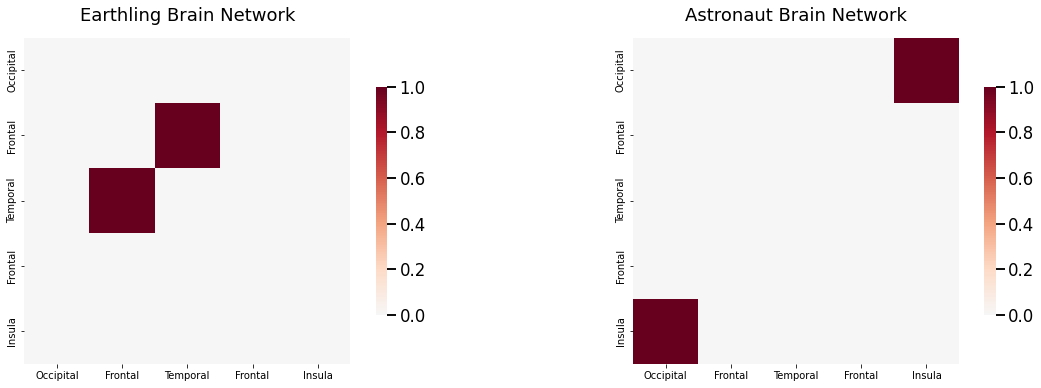 Earthling Brain Network
Occipital
Frontal
Temporal
Frontal
Insula
Occipital Frontal Temporal Frontal Insula
1.0
0.8
0.6
0.4
0.2
0.0
Astronaut Brain Network
Occipital
Frontal
Temporal
Frontal
Insula
Occipital Frontal Temporal Frontal Insula
1.0
0.8
0.6
0.4
0.2
0.0